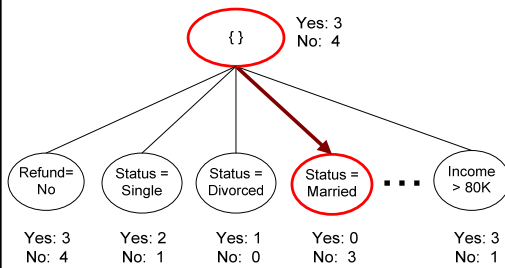 { }
Yes: 3
No: 4
Refund=
No
Status =
Single
Status =
Divorced
Status =
Married
...
Income
> 80K
Yes: 3
No: 4
Yes: 2
No: 1
Yes: 1
No: 0
Yes: 0
No: 3
Yes: 3
No: 1